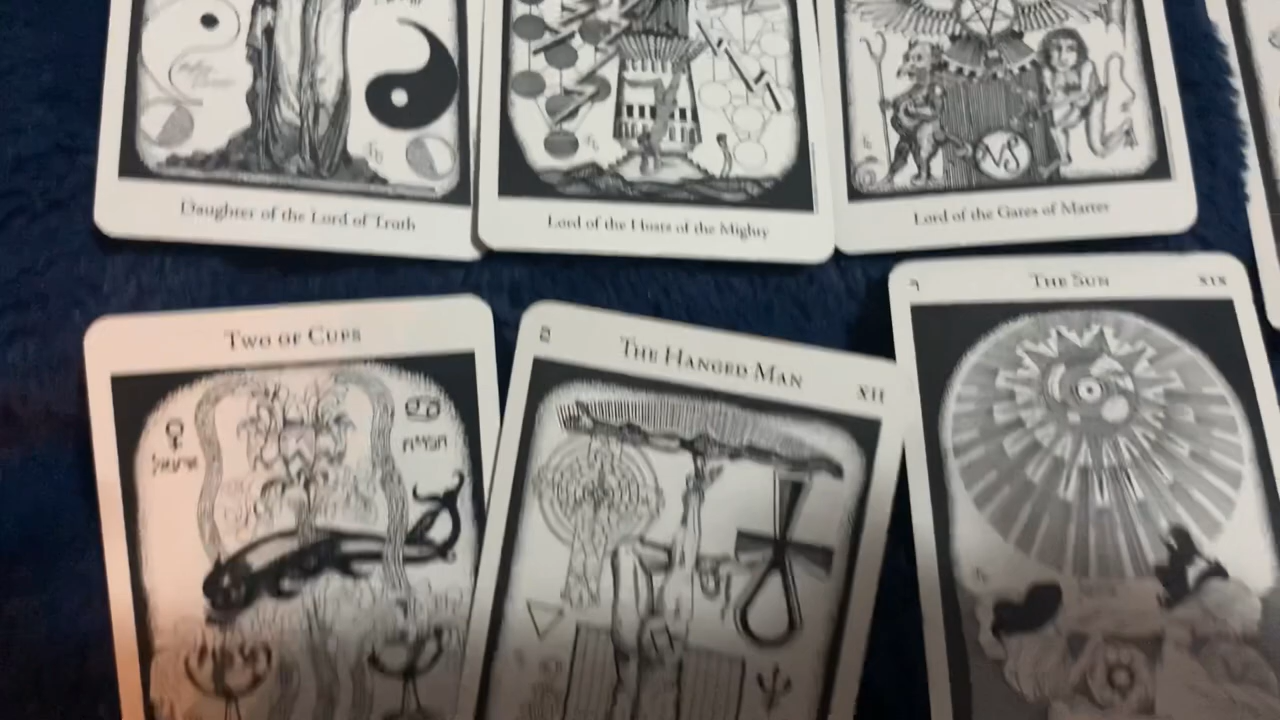 Daughter of the Lord of Truth
Lord of the Hosts of the Mighty
Lord of the Gates of Matter
Two of Cups
The Hanged Man
XII
The Sun
XIX